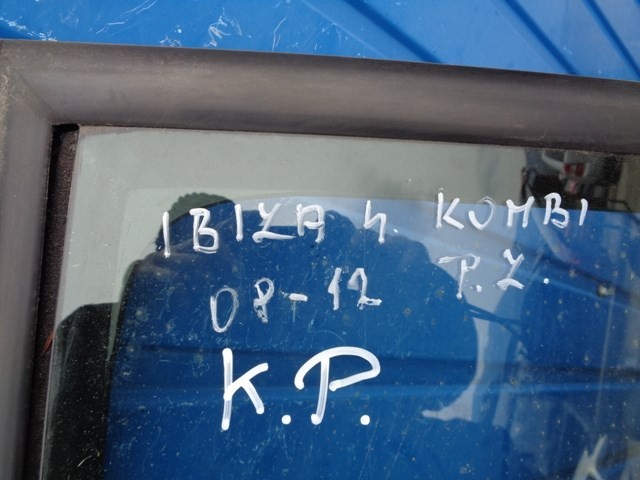 IBIZA 4. KOMBI
08-12 P.Z.
K.P.